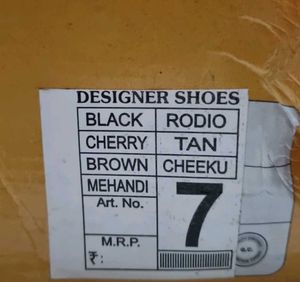 DESIGNER SHOES
BLACK RODIO
CHERRY TAN
BROWN CHEEKU
MEHANDI 7
Art. No.
M.R.P.
₹: